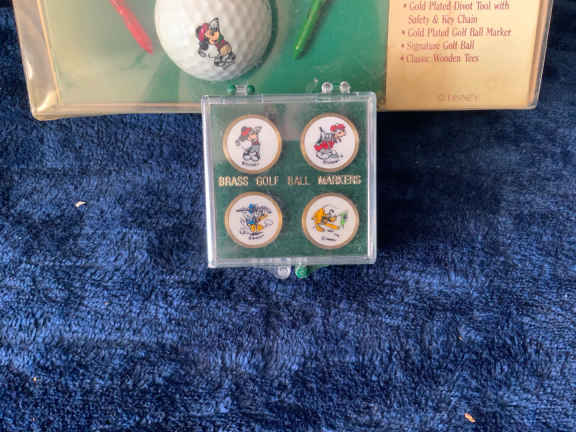 • Gold Plated Divot Tool with
Safety & Key Chain
• Gold Plated Golf Ball Marker
• Signature Golf Ball
• Classic Wooden Tees
© DISNEY
BRASS GOLF BALL MARKERS